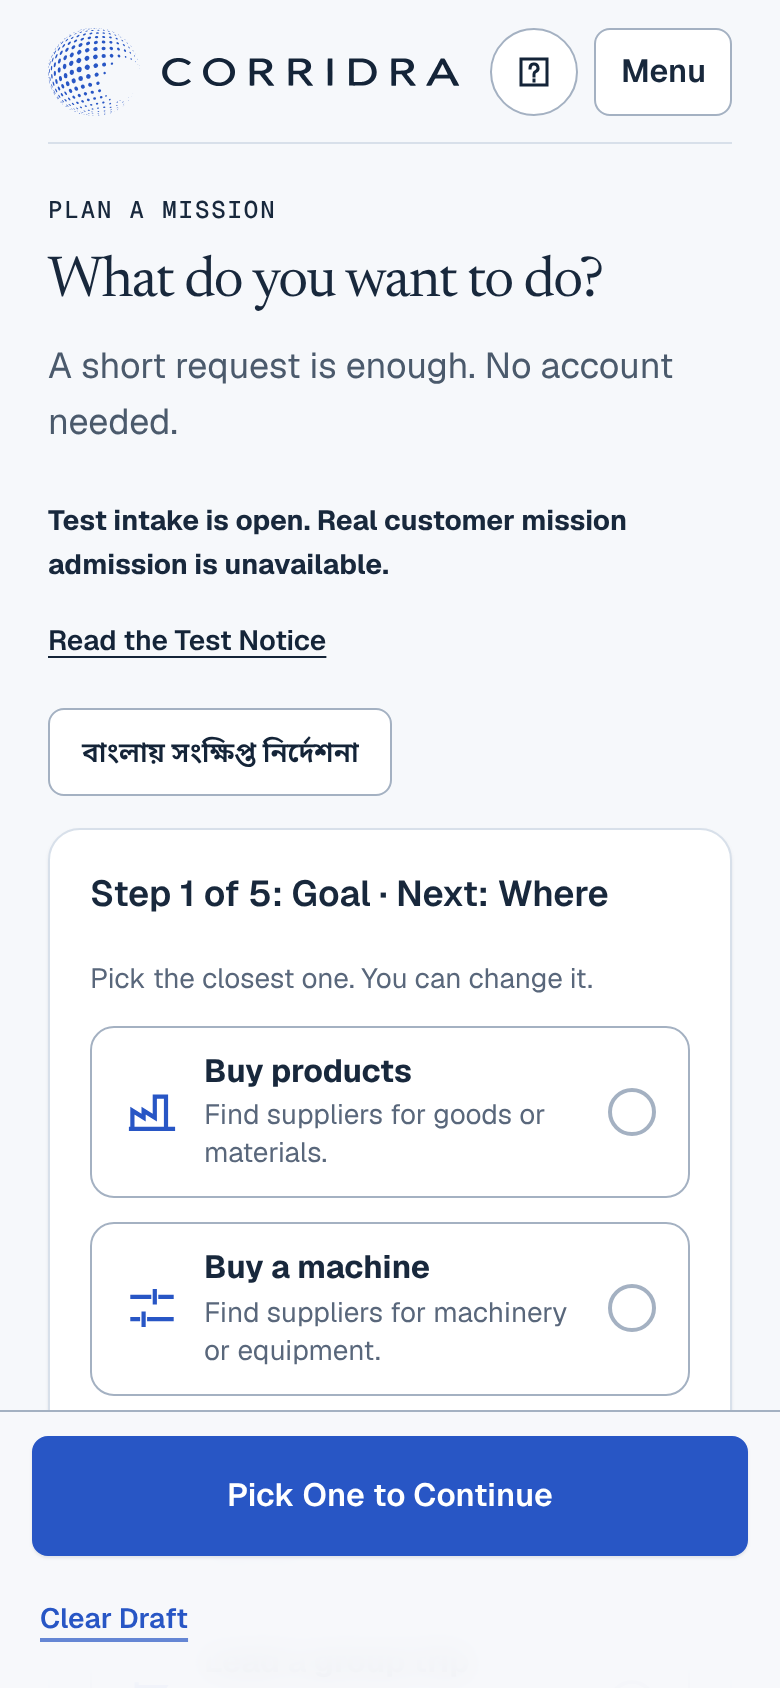 CORRIDRA
?
Menu
PLAN A MISSION
What do you want to do?
A short request is enough. No account
needed.
Test intake is open. Real customer mission
admission is unavailable.
Read the Test Notice
বাংলায় সংক্ষিপ্ত নির্দেশনা
Step 1 of 5: Goal · Next: Where
Pick the closest one. You can change it.
Buy products
Find suppliers for goods or
materials.
Buy a machine
Find suppliers for machinery
or equipment.
Pick One to Continue
Clear Draft